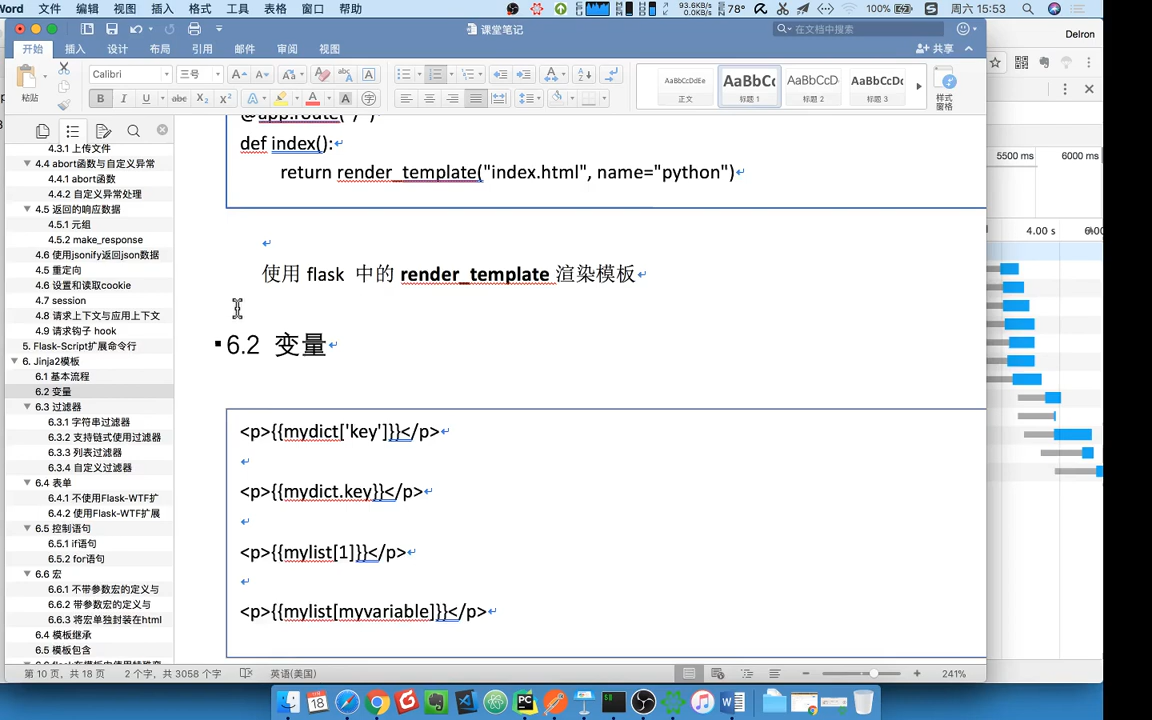 Word 文件 编辑 视图 插入 格式 工具 表格 窗口 帮助
93.6KB/s
0.0KB/s
78° 100% 周六 15:53
课堂笔记
在文档中搜索
Delron
开始 插入 设计 布局 引用 邮件 审阅 视图
共享
粘贴
Calibri
三号
AaBbCcDdEe
正文
AaBbCc
标题 1
AaBbCcD
标题 2
AaBbCcDc
标题 3
样式
窗格
4.3.1 上传文件
4.4 abort函数与自定义异常
4.4.1 abort函数
4.4.2 自定义异常处理
4.5 返回的响应数据
4.5.1 元组
4.5.2 make_response
4.6 使用jsonify返回json数据
4.5 重定向
4.6 设置和读取cookie
4.7 session
4.8 请求上下文与应用上下文
4.9 请求钩子 hook
5. Flask-Script扩展命令行
6. Jinja2模板
6.1 基本流程
6.2 变量
6.3 过滤器
6.3.1 字符串过滤器
6.3.2 支持链式使用过滤器
6.3.3 列表过滤器
6.3.4 自定义过滤器
6.4 表单
6.4.1 不使用Flask-WTF扩
6.4.2 使用Flask-WTF扩展
6.5 控制语句
6.5.1 if语句
6.5.2 for语句
6.6 宏
6.6.1 不带参数宏的定义与
6.6.2 带参数宏的定义与
6.6.3 将宏单独封装在html
6.4 模板继承
6.5 模板包含
@app.route("/")
def index():
return render_template("index.html", name="python")
使用 flask 中的 render_template 渲染模板
6.2 变量
<p>{{mydict['key']}}</p>
<p>{{mydict.key}}</p>
<p>{{mylist[1]}}</p>
<p>{{mylist[myvariable]}}</p>
5500 ms 6000 ms
4.00 s
第 10 页，共 18 页 2 个字，共 3058 个字 英语(美国)
241%